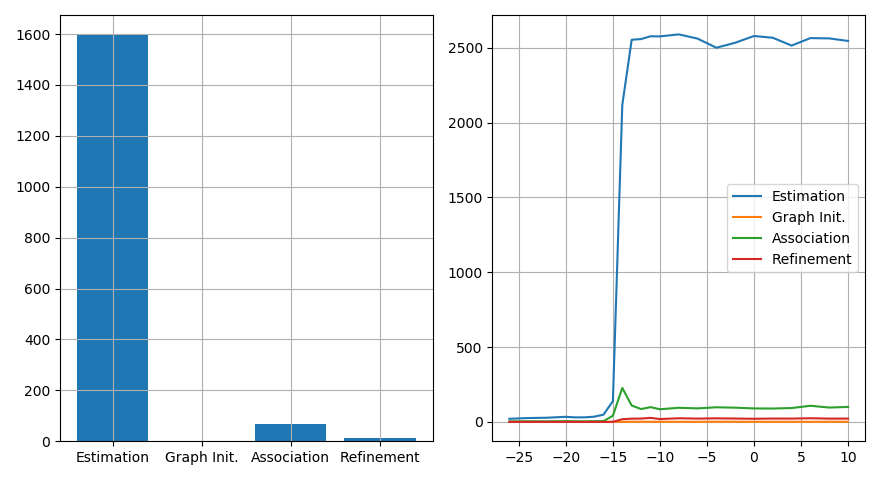 1600
1400
1200
1000
800
600
400
200
0
Estimation Graph Init. Association Refinement
2500
2000
1500
1000
500
0
−25 −20 −15 −10 −5 0 5 10
Estimation
Graph Init.
Association
Refinement